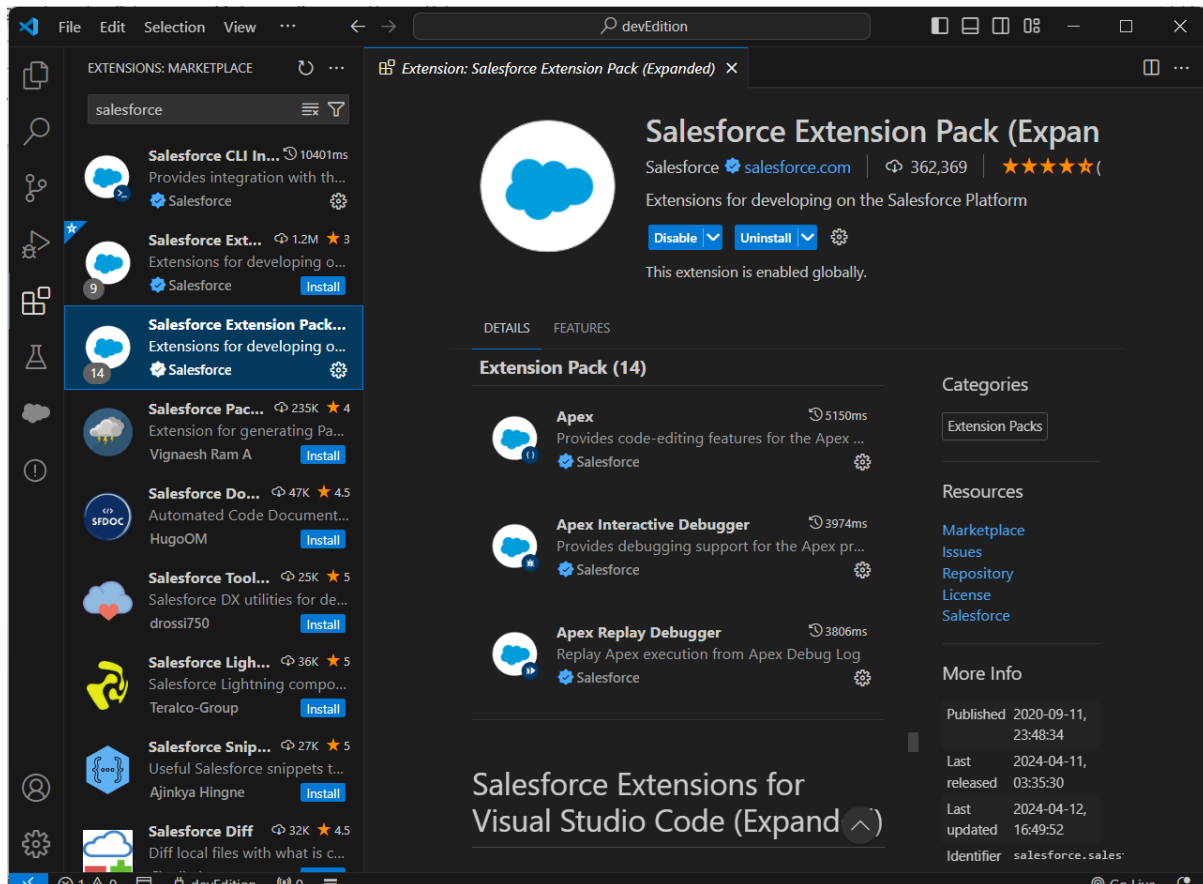 File Edit Selection View ··· devEdition
EXTENSIONS: MARKETPLACE
salesforce
Salesforce CLI In... 10401ms
Provides integration with th...
Salesforce
Salesforce Ext... 1.2M ★ 3
Extensions for developing o...
9 Salesforce Install
Salesforce Extension Pack...
Extensions for developing o...
14 Salesforce
Salesforce Pac... 235K ★ 4
Extension for generating Pa...
Vignaesh Ram A Install
Salesforce Do... 47K ★ 4.5
</> SFDOC
Automated Code Document...
HugoOM Install
Salesforce Tool... 25K ★ 5
Salesforce DX utilities for de...
drossi750 Install
Salesforce Ligh... 36K ★ 5
Salesforce Lightning compo...
Teralco-Group Install
Salesforce Snip... 27K ★ 5
Useful Salesforce snippets t...
Ajinkya Hingne Install
Salesforce Diff 32K ★ 4.5
Diff local files with what is c...
Extension: Salesforce Extension Pack (Expanded)
Salesforce Extension Pack (Expan
Salesforce salesforce.com 362,369 ★★★★★(
Extensions for developing on the Salesforce Platform
Disable Uninstall
This extension is enabled globally.
DETAILS FEATURES
Extension Pack (14)
Apex 5150ms
Provides code-editing features for the Apex ...
Salesforce
Apex Interactive Debugger 3974ms
Provides debugging support for the Apex pr...
Salesforce
Apex Replay Debugger 3806ms
Replay Apex execution from Apex Debug Log
Salesforce
Salesforce Extensions for
Visual Studio Code (Expand )
Categories
Extension Packs
Resources
Marketplace
Issues
Repository
License
Salesforce
More Info
Published 2020-09-11,
23:48:34
Last 2024-04-11,
released 03:35:30
Last 2024-04-12,
updated 16:49:52
Identifier salesforce.sales
1 0 devEdition 0 Go Live